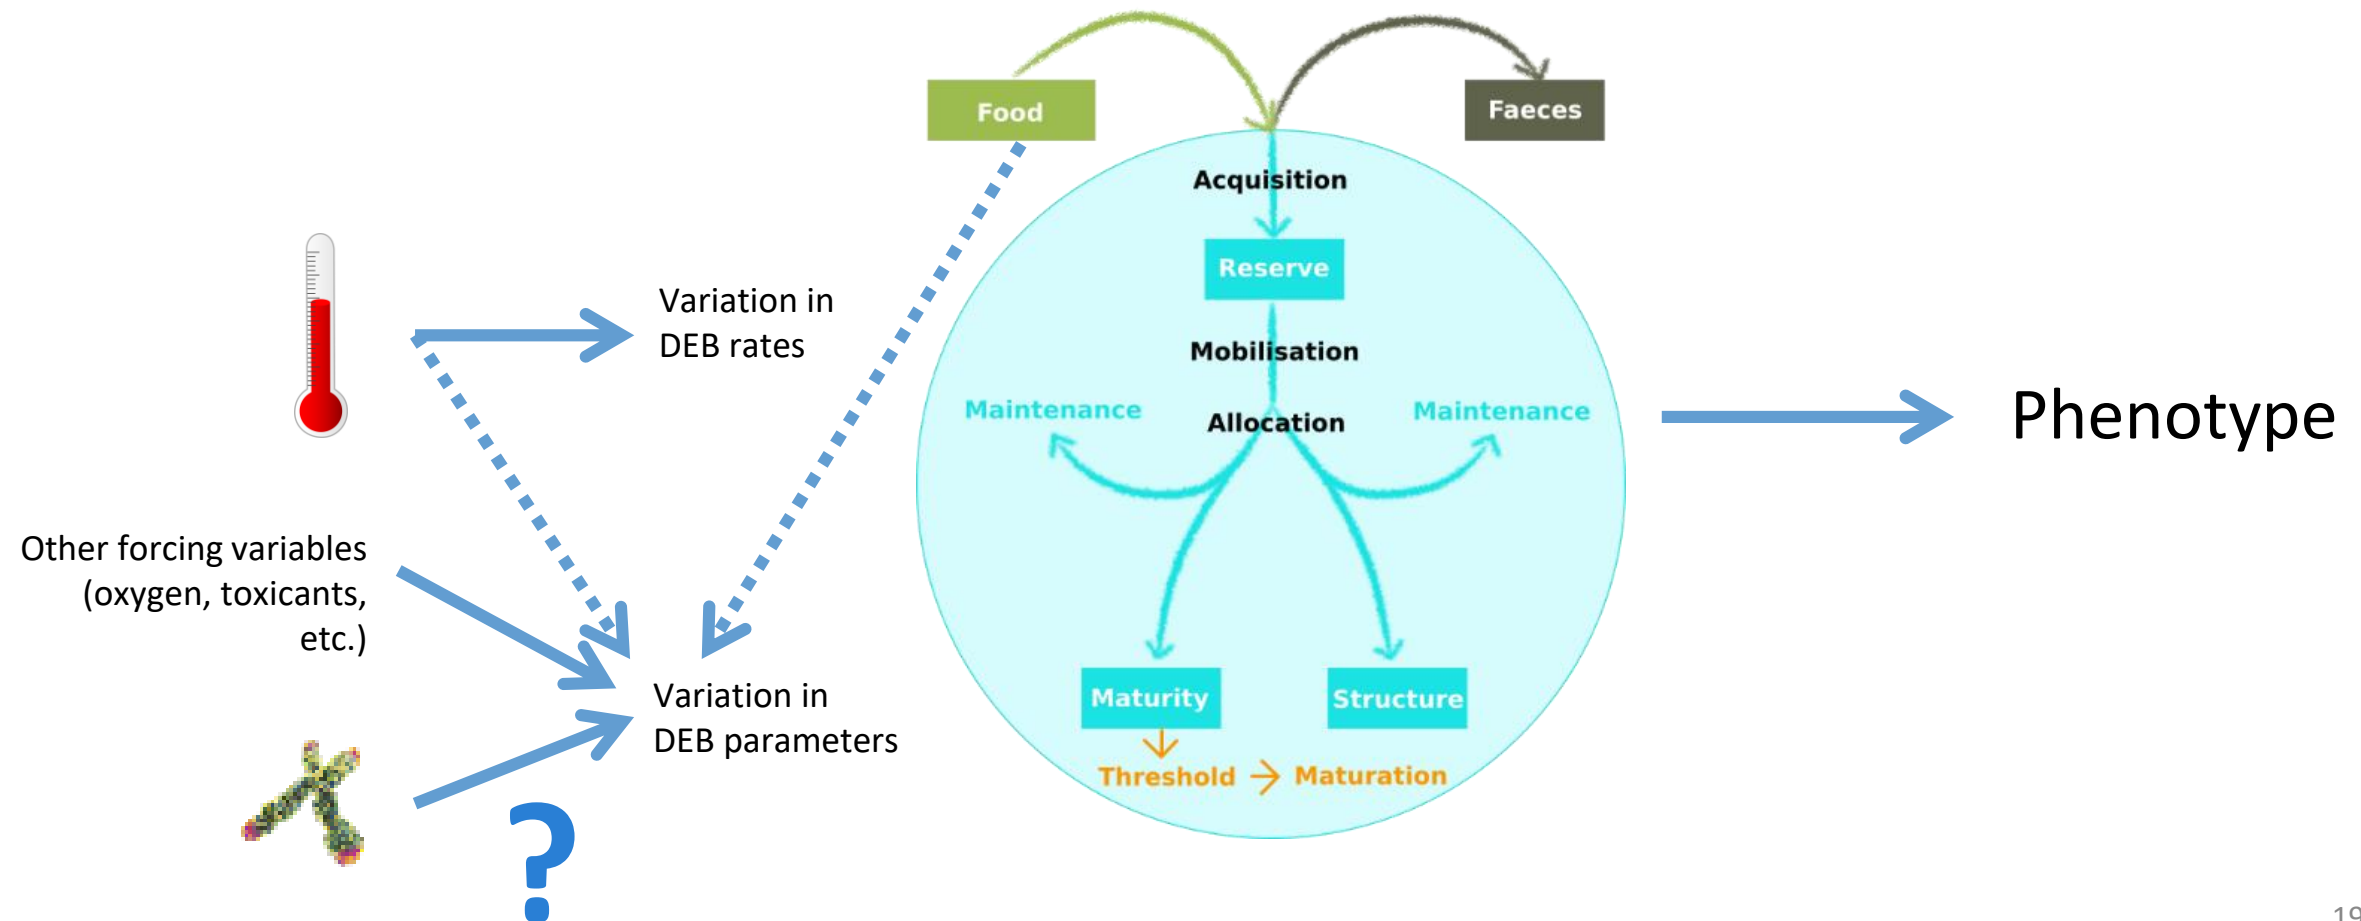 Food
Faeces
Acquisition
Reserve
Variation in
DEB rates
Mobilisation
Maintenance
Allocation
Maintenance
Phenotype
Other forcing variables
(oxygen, toxicants,
etc.)
Variation in
DEB parameters
Maturity
Structure
Threshold → Maturation
?
19